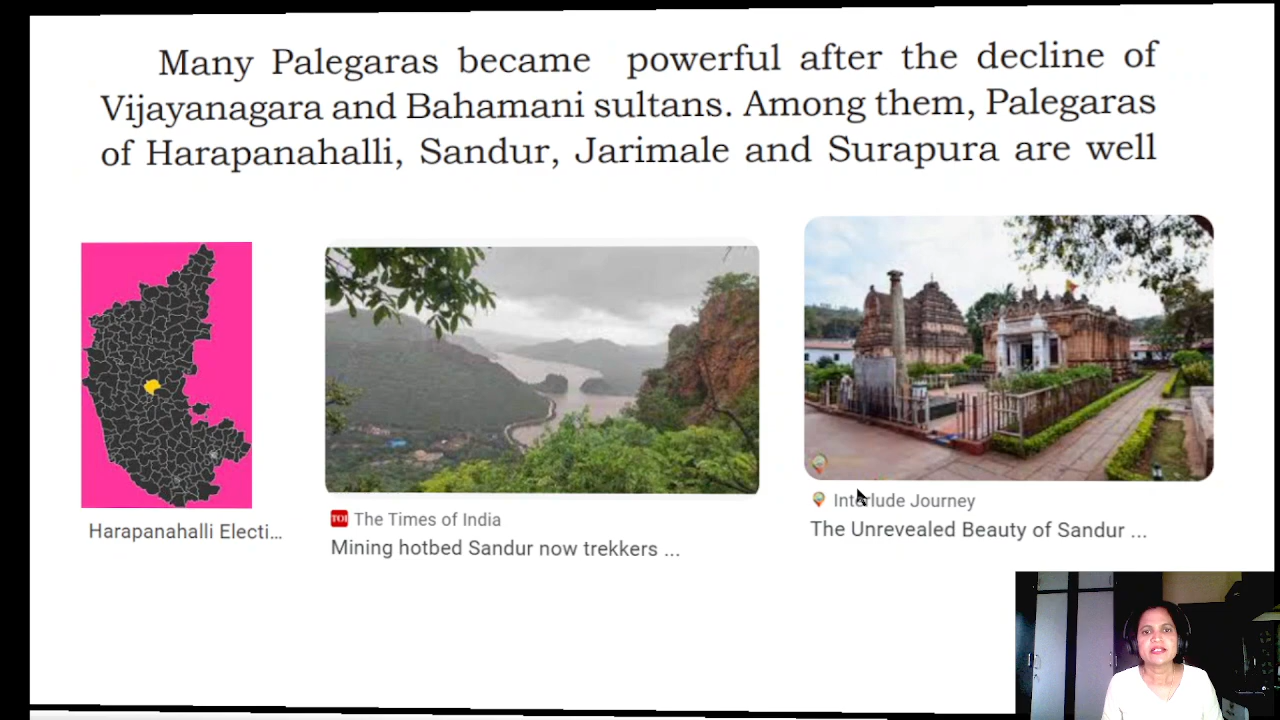 Many Palegaras became powerful after the decline of
Vijayanagara and Bahamani sultans. Among them, Palegaras
of Harapanahalli, Sandur, Jarimale and Surapura are well
Harapanahalli Electi...
TOI The Times of India
Mining hotbed Sandur now trekkers ...
Interlude Journey
The Unrevealed Beauty of Sandur ...